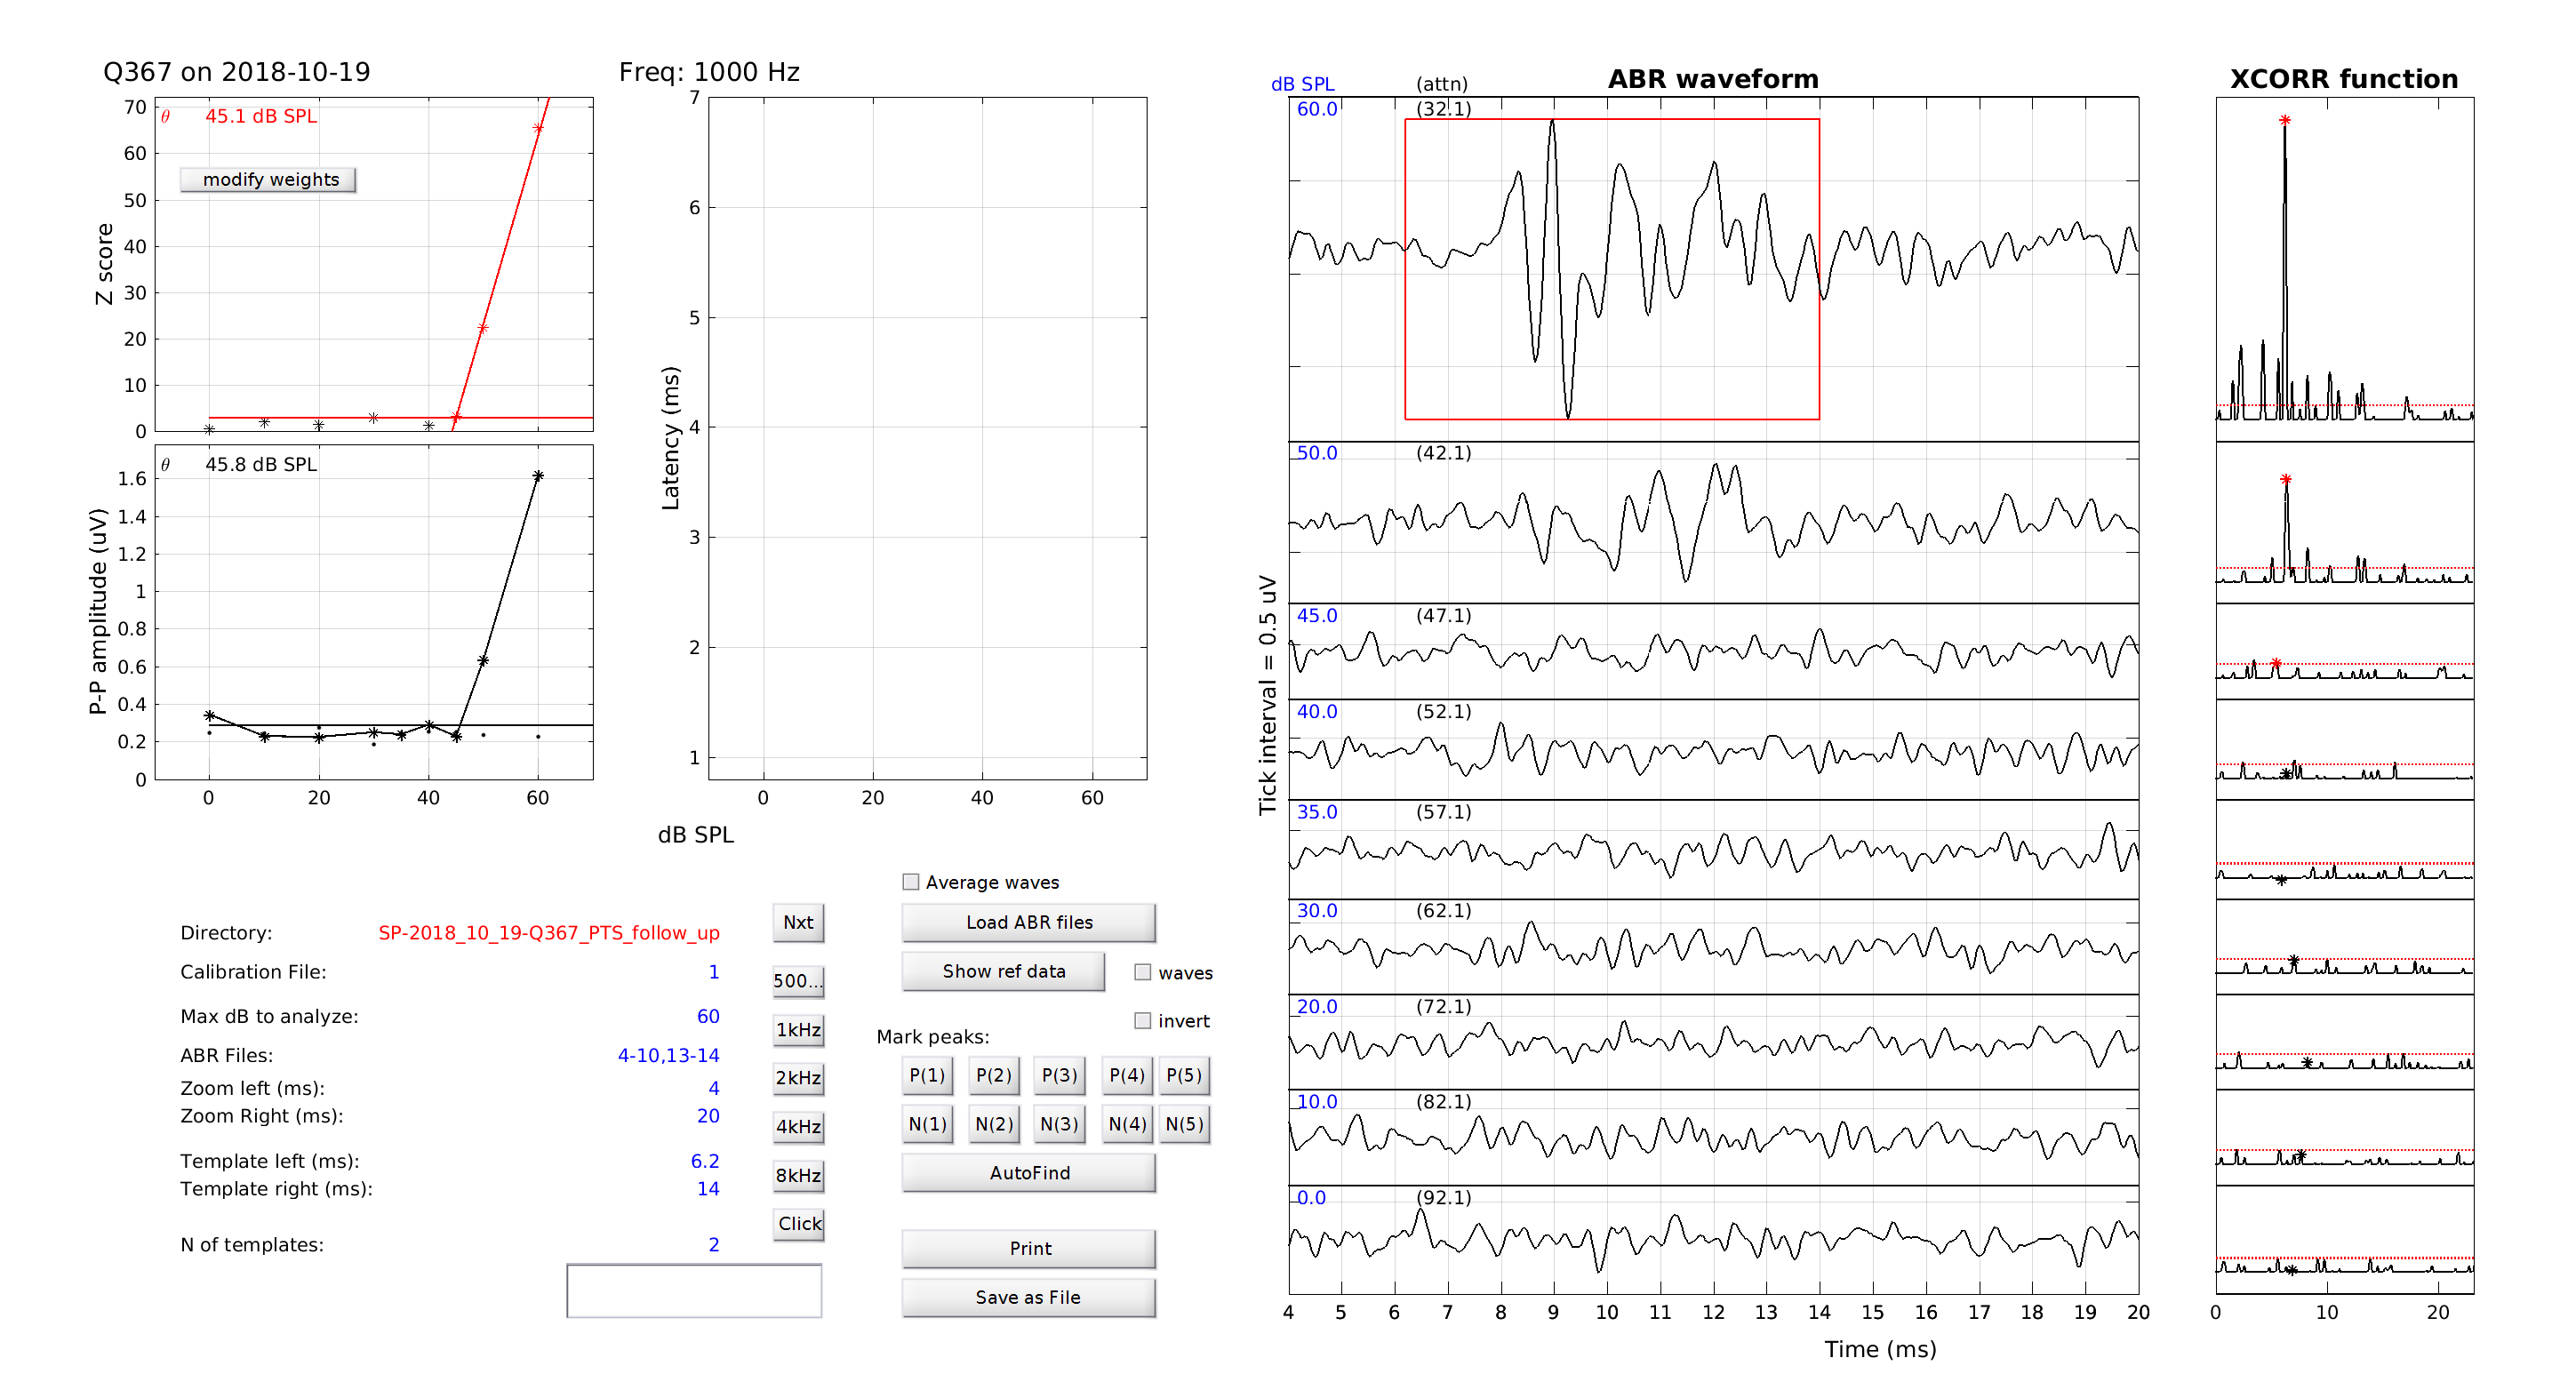 Q367 on 2018-10-19
Freq: 1000 Hz
θ 45.1 dB SPL
modify weights
Z score
70
60
50
40
30
20
10
0
θ 45.8 dB SPL
P-P amplitude (uV)
1.6
1.4
1.2
1
0.8
0.6
0.4
0.2
0
0 20 40 60
Latency (ms)
7
6
5
4
3
2
1
0 20 40 60
dB SPL
Directory: SP-2018_10_19-Q367_PTS_follow_up
Calibration File: 1
Max dB to analyze: 60
ABR Files: 4-10,13-14
Zoom left (ms): 4
Zoom Right (ms): 20
Template left (ms): 6.2
Template right (ms): 14
N of templates: 2
Nxt
500...
1kHz
2kHz
4kHz
8kHz
Click
Average waves
Load ABR files
Show ref data
waves
invert
Mark peaks:
P(1) P(2) P(3) P(4) P(5)
N(1) N(2) N(3) N(4) N(5)
AutoFind
Print
Save as File
dB SPL (attn) ABR waveform
60.0 (32.1)
50.0 (42.1)
45.0 (47.1)
40.0 (52.1)
35.0 (57.1)
30.0 (62.1)
20.0 (72.1)
10.0 (82.1)
0.0 (92.1)
Tick interval = 0.5 uV
4 5 6 7 8 9 10 11 12 13 14 15 16 17 18 19 20
Time (ms)
XCORR function
0 10 20